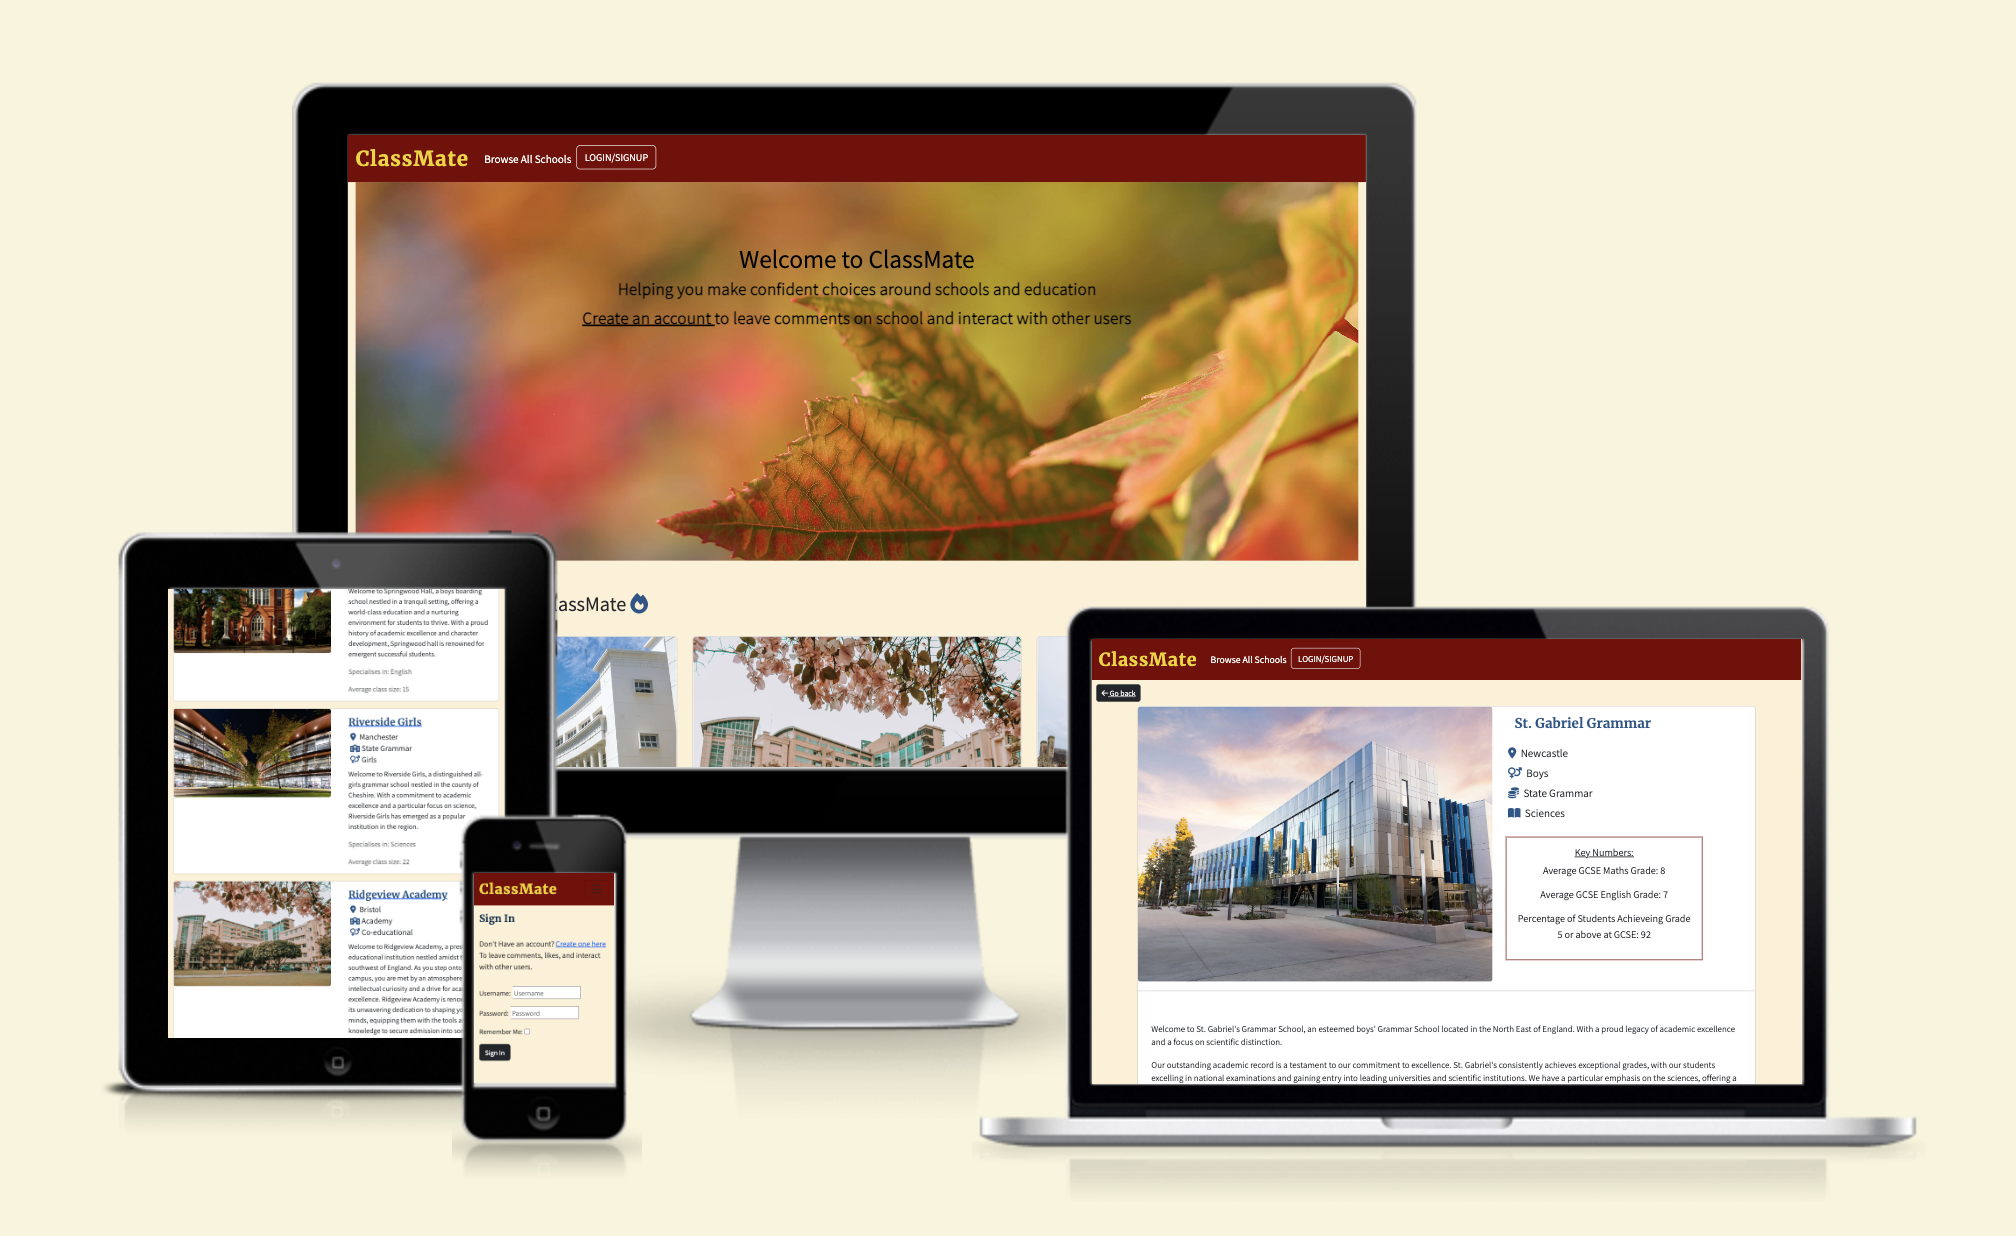 ClassMate Browse All Schools LOGIN/SIGNUP
Welcome to ClassMate
Helping you make confident choices around schools and education
Create an account to leave comments on school and interact with other users
lassMate
Welcome to Springwood Hall, a boys boarding
school nestled in a tranquil setting, offering a
world-class education and a nurturing
environment for students to thrive. With a proud
history of academic excellence and character
development, Springwood hall is renowned for
emergent successful students.
Specialises in: English
Average class size: 15
Riverside Girls
Manchester
State Grammar
Girls
Welcome to Riverside Girls, a distinguished all-
girls grammar school nestled in the county of
Cheshire. With a commitment to academic
excellence and a particular focus on science,
Riverside Girls has emerged as a popular
institution in the region.
Specialises in: Sciences
Average class size: 22
Ridgeview Academy
Bristol
Academy
Co-educational
Welcome to Ridgeview Academy, a pres
educational institution nestled amidst
southwest of England. As you step onto
campus, you are met by an atmosphere
intellectual curiosity and a drive for aca
excellence. Ridgeview Academy is reno
its unwavering dedication to shaping yo
minds, equipping them with the tools a
knowledge to secure admission into so
ClassMate
Sign In
Don't Have an account? Create one here
To leave comments, likes, and interact
with other users.
Username: Username
Password: Password
Remember Me:
Sign In
ClassMate Browse All Schools LOGIN/SIGNUP
Go back
St. Gabriel Grammar
Newcastle
Boys
State Grammar
Sciences
Key Numbers:
Average GCSE Maths Grade: 8
Average GCSE English Grade: 7
Percentage of Students Achieveing Grade
5 or above at GCSE: 92
Welcome to St. Gabriel's Grammar School, an esteemed boys' Grammar School located in the North East of England. With a proud legacy of academic excellence
and a focus on scientific distinction.
Our outstanding academic record is a testament to our commitment to excellence. St. Gabriel's consistently achieves exceptional grades, with our students
excelling in national examinations and gaining entry into leading universities and scientific institutions. We have a particular emphasis on the sciences, offering a